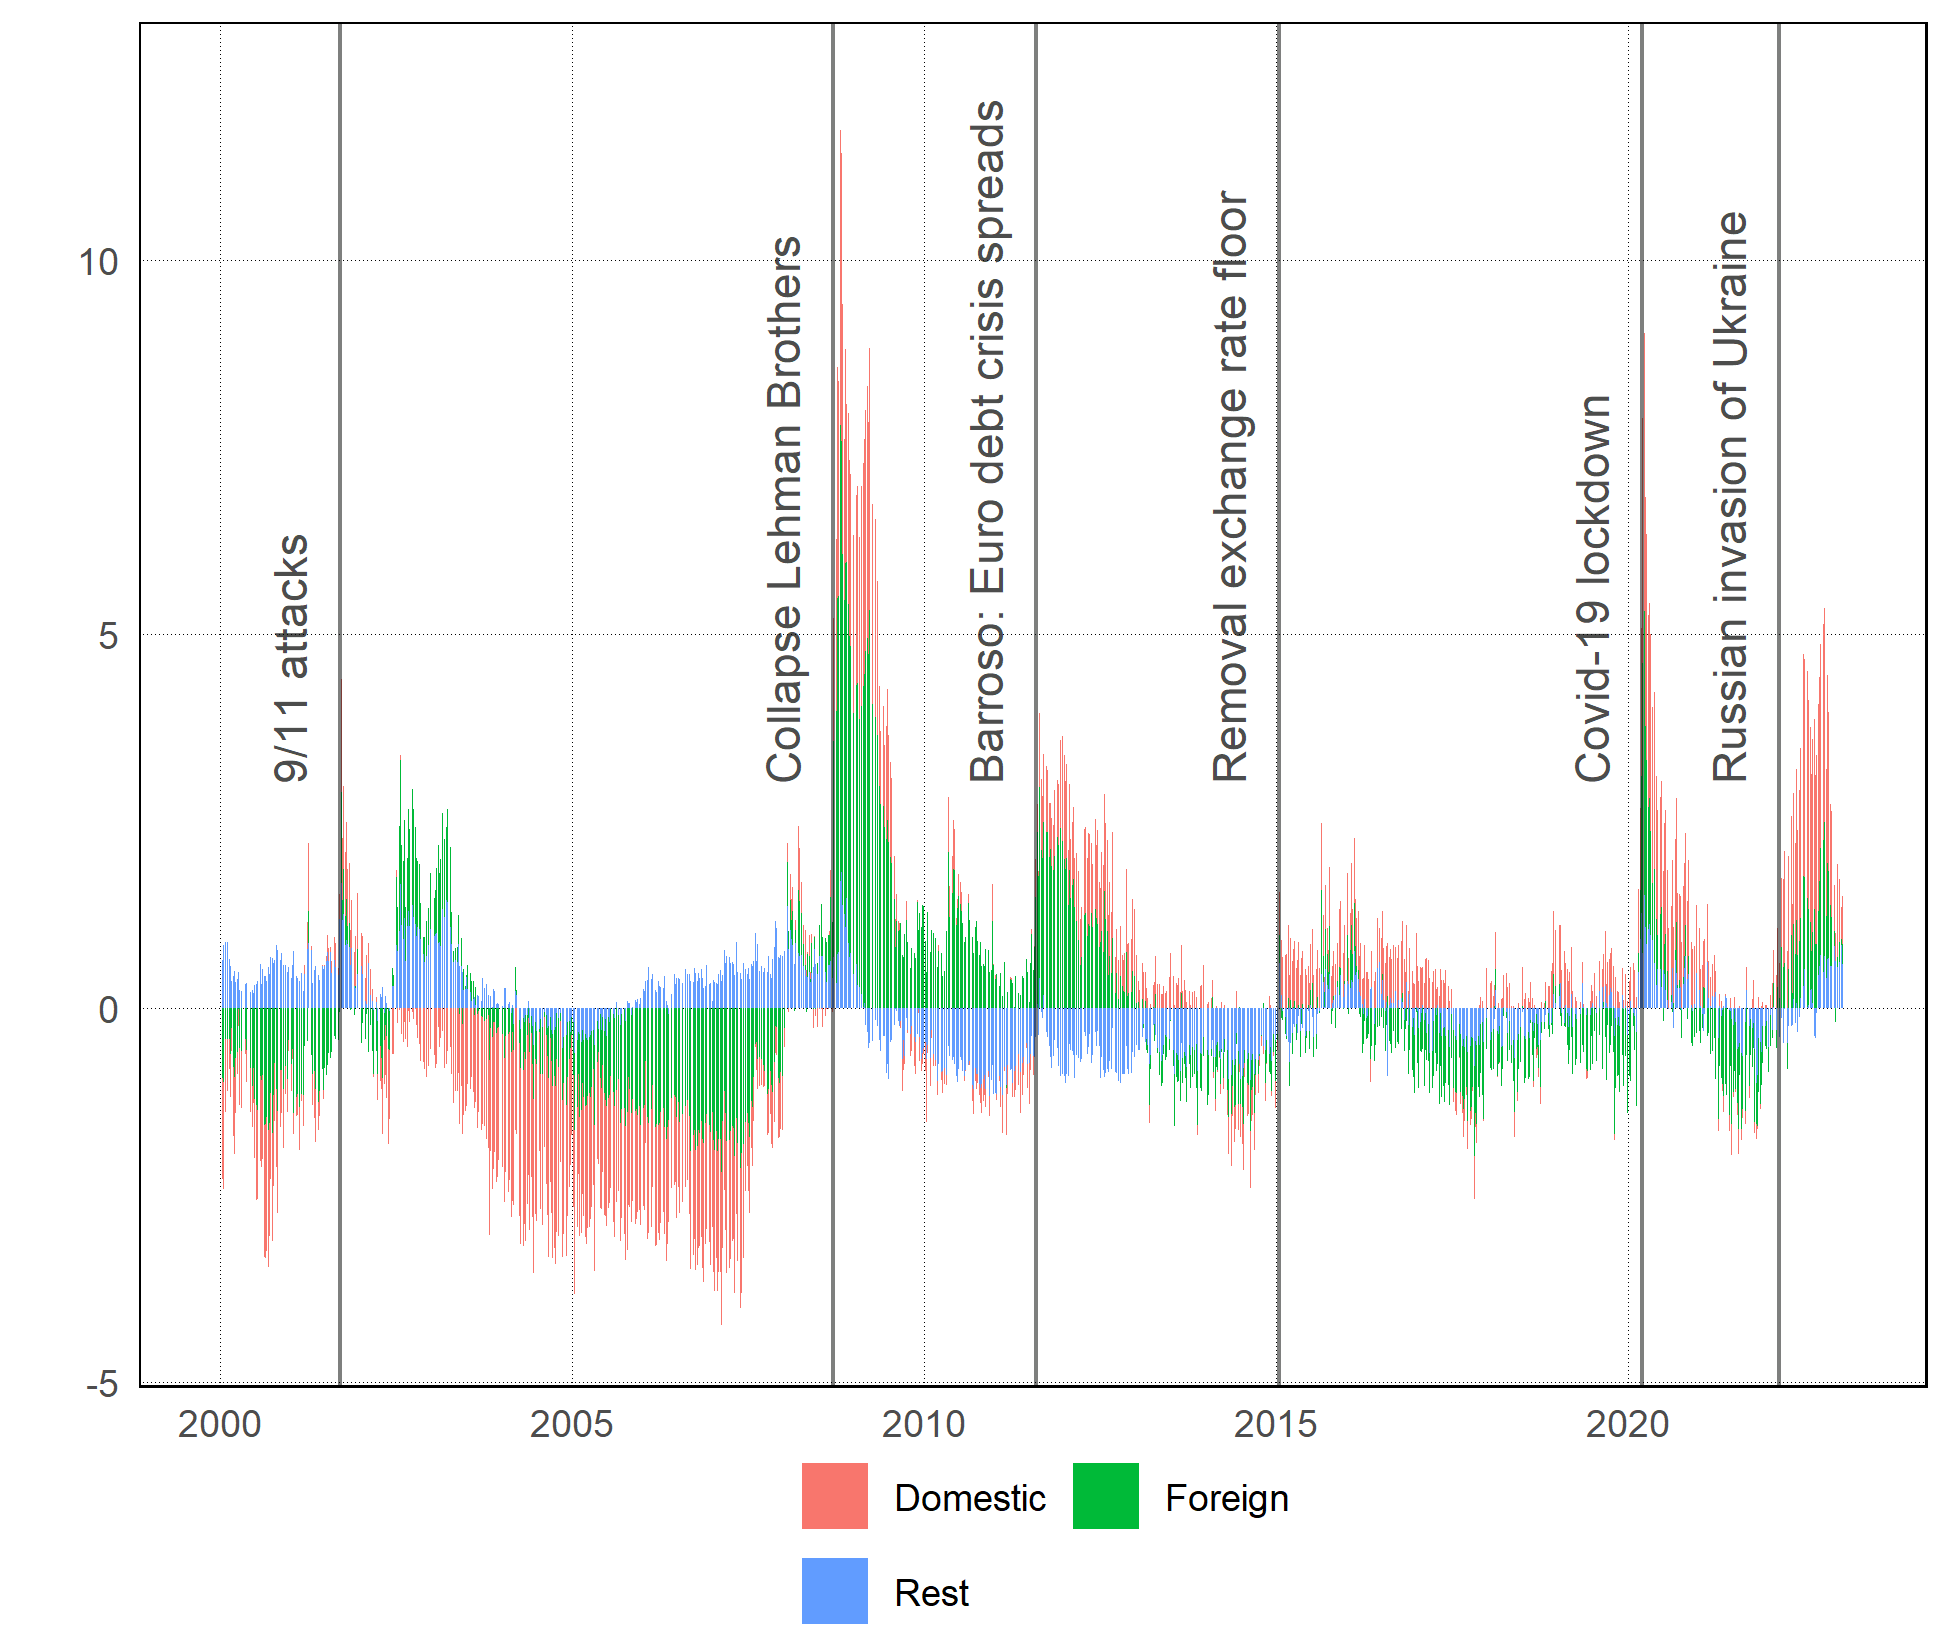 10
5
0
-5
9/11 attacks
Collapse Lehman Brothers
Barroso: Euro debt crisis spreads
Removal exchange rate floor
Covid-19 lockdown
Russian invasion of Ukraine
2000 2005 2010 2015 2020
Domestic Foreign
Rest